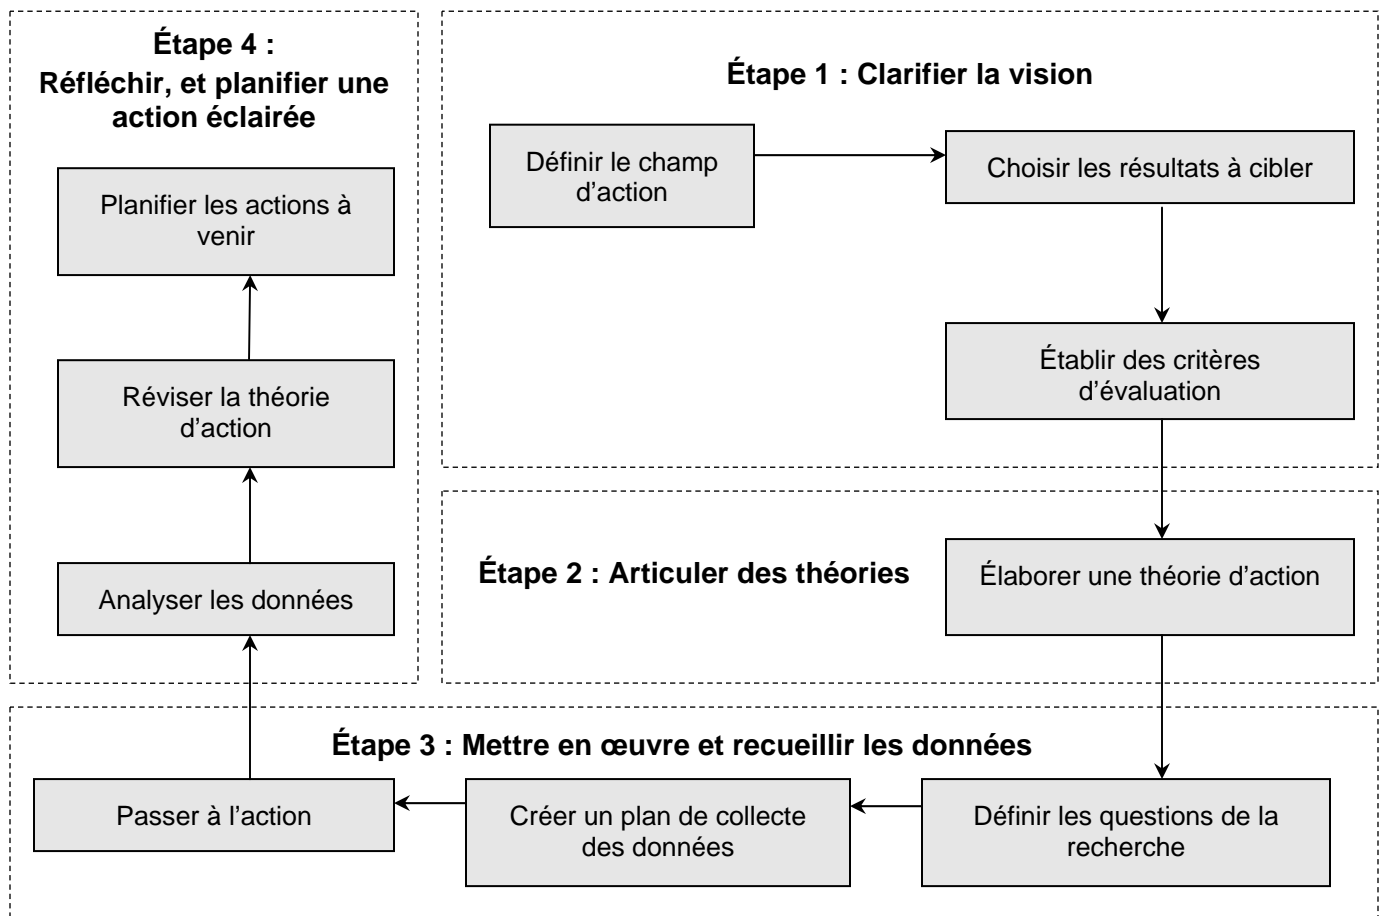 Étape 1 : Clarifier la vision
Définir le champ
d’action
Choisir les résultats à cibler
Établir des critères
d’évaluation
Étape 2 : Articuler des théories
Élaborer une théorie d’action
Étape 3 : Mettre en œuvre et recueillir les données
Définir les questions de la
recherche
Créer un plan de collecte
des données
Passer à l’action
Étape 4 :
Réfléchir, et planifier une
action éclairée
Analyser les données
Réviser la théorie
d’action
Planifier les actions à
venir